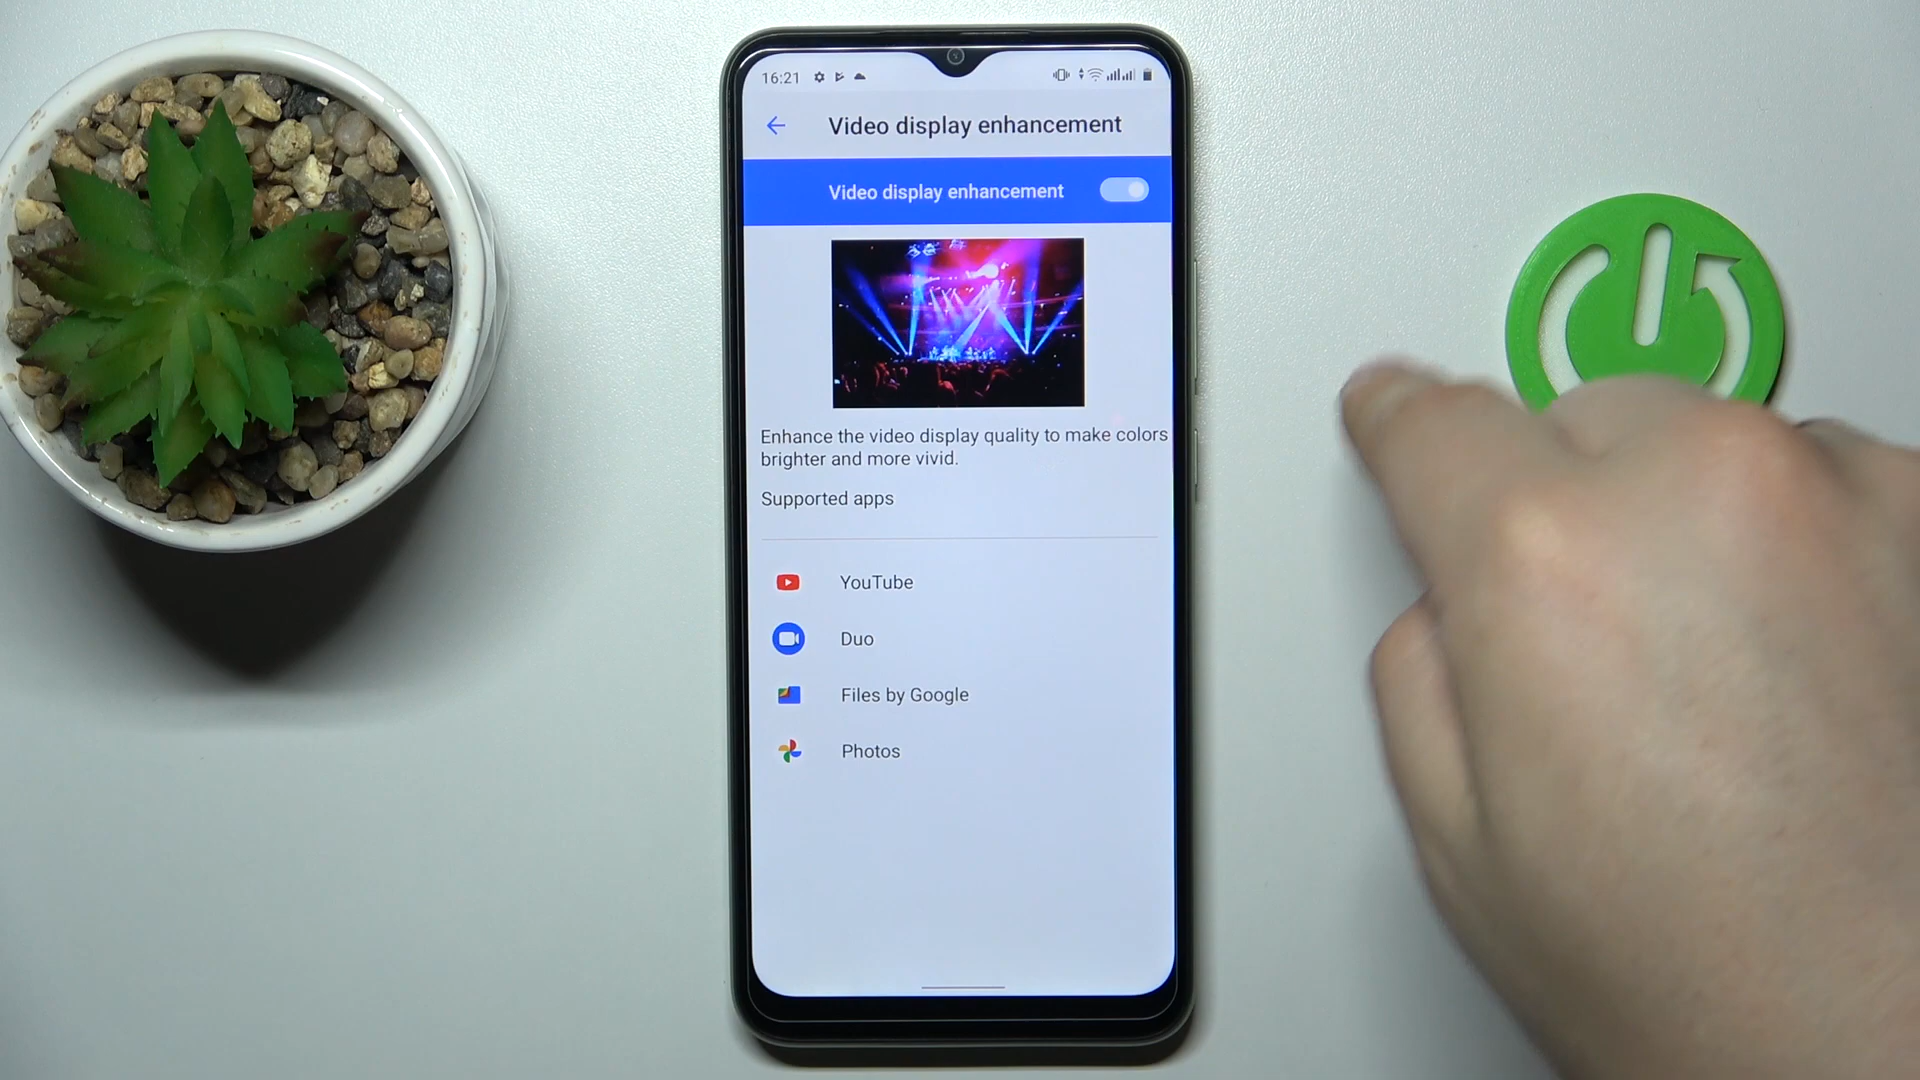 16:21
Video display enhancement
Video display enhancement
Enhance the video display quality to make colors
brighter and more vivid.
Supported apps
YouTube
Duo
Files by Google
Photos